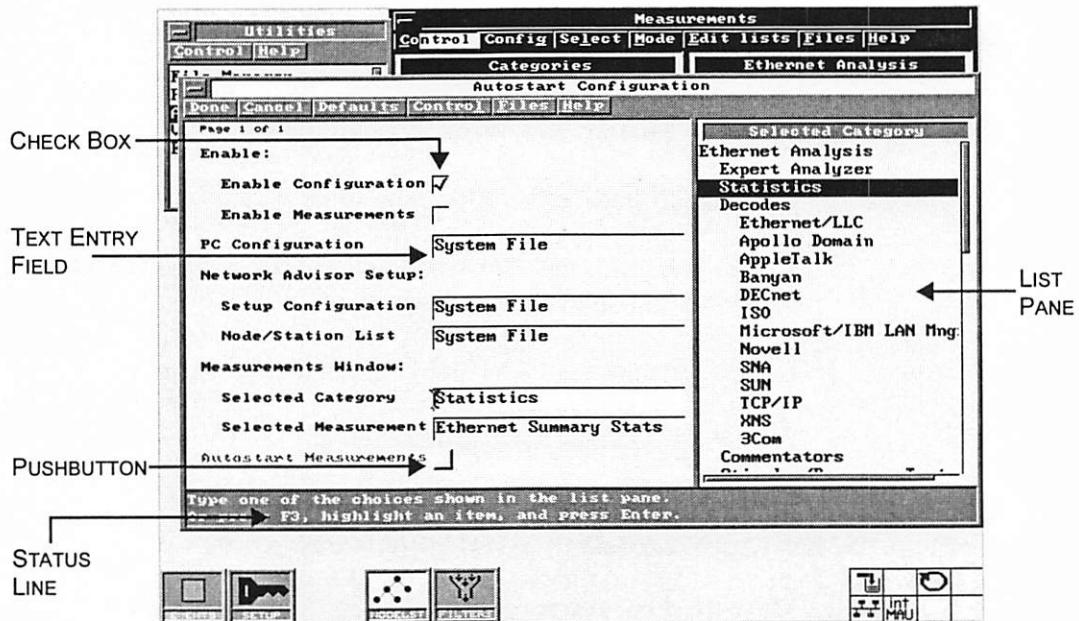 Utilities
Control Help
Measurements
Control Config Select Mode Edit lists Files Help
Categories
Ethernet Analysis
Autostart Configuration
Done Cancel Defaults Control Files Help
Page 1 of 1
Enable:
Enable Configuration
Enable Measurements
PC Configuration System File
Network Advisor Setup:
Setup Configuration System File
Node/Station List System File
Measurements Window:
Selected Category Statistics
Selected Measurement Ethernet Summary Stats
Autostart Measurements
Selected Category
Ethernet Analysis
Expert Analyzer
Statistics
Decodes
Ethernet/LLC
Apollo Domain
AppleTalk
Banyan
DECnet
ISO
Microsoft/IBM LAN Mng
Novell
SNA
SUN
TCP/IP
XNS
3Com
Commentators
Type one of the choices shown in the list pane.
F3, highlight an item, and press Enter.
CHECK BOX
TEXT ENTRY
FIELD
PUSHBUTTON
STATUS
LINE
LIST
PANE
SETUP
NODELST
FILTERS
Int
MAU